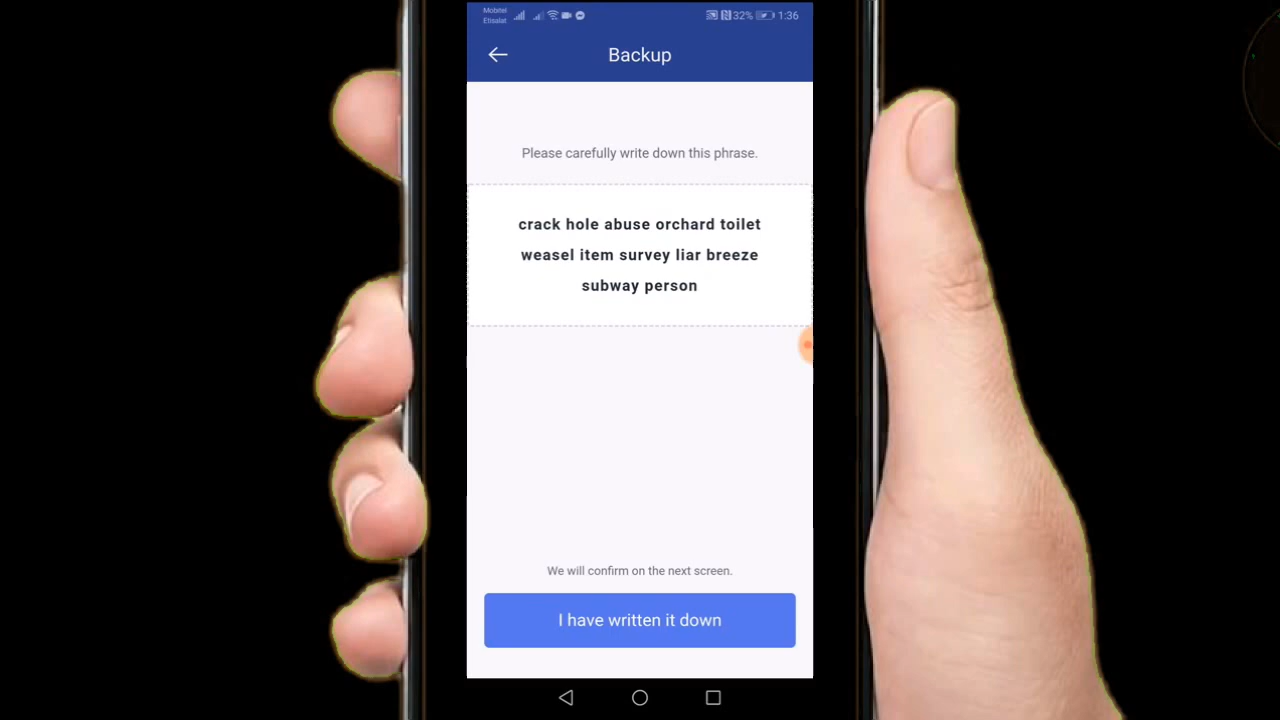 Mobitel
Etisalat
32% 1:36
Backup
Please carefully write down this phrase.
crack hole abuse orchard toilet
weasel item survey liar breeze
subway person
We will confirm on the next screen.
I have written it down